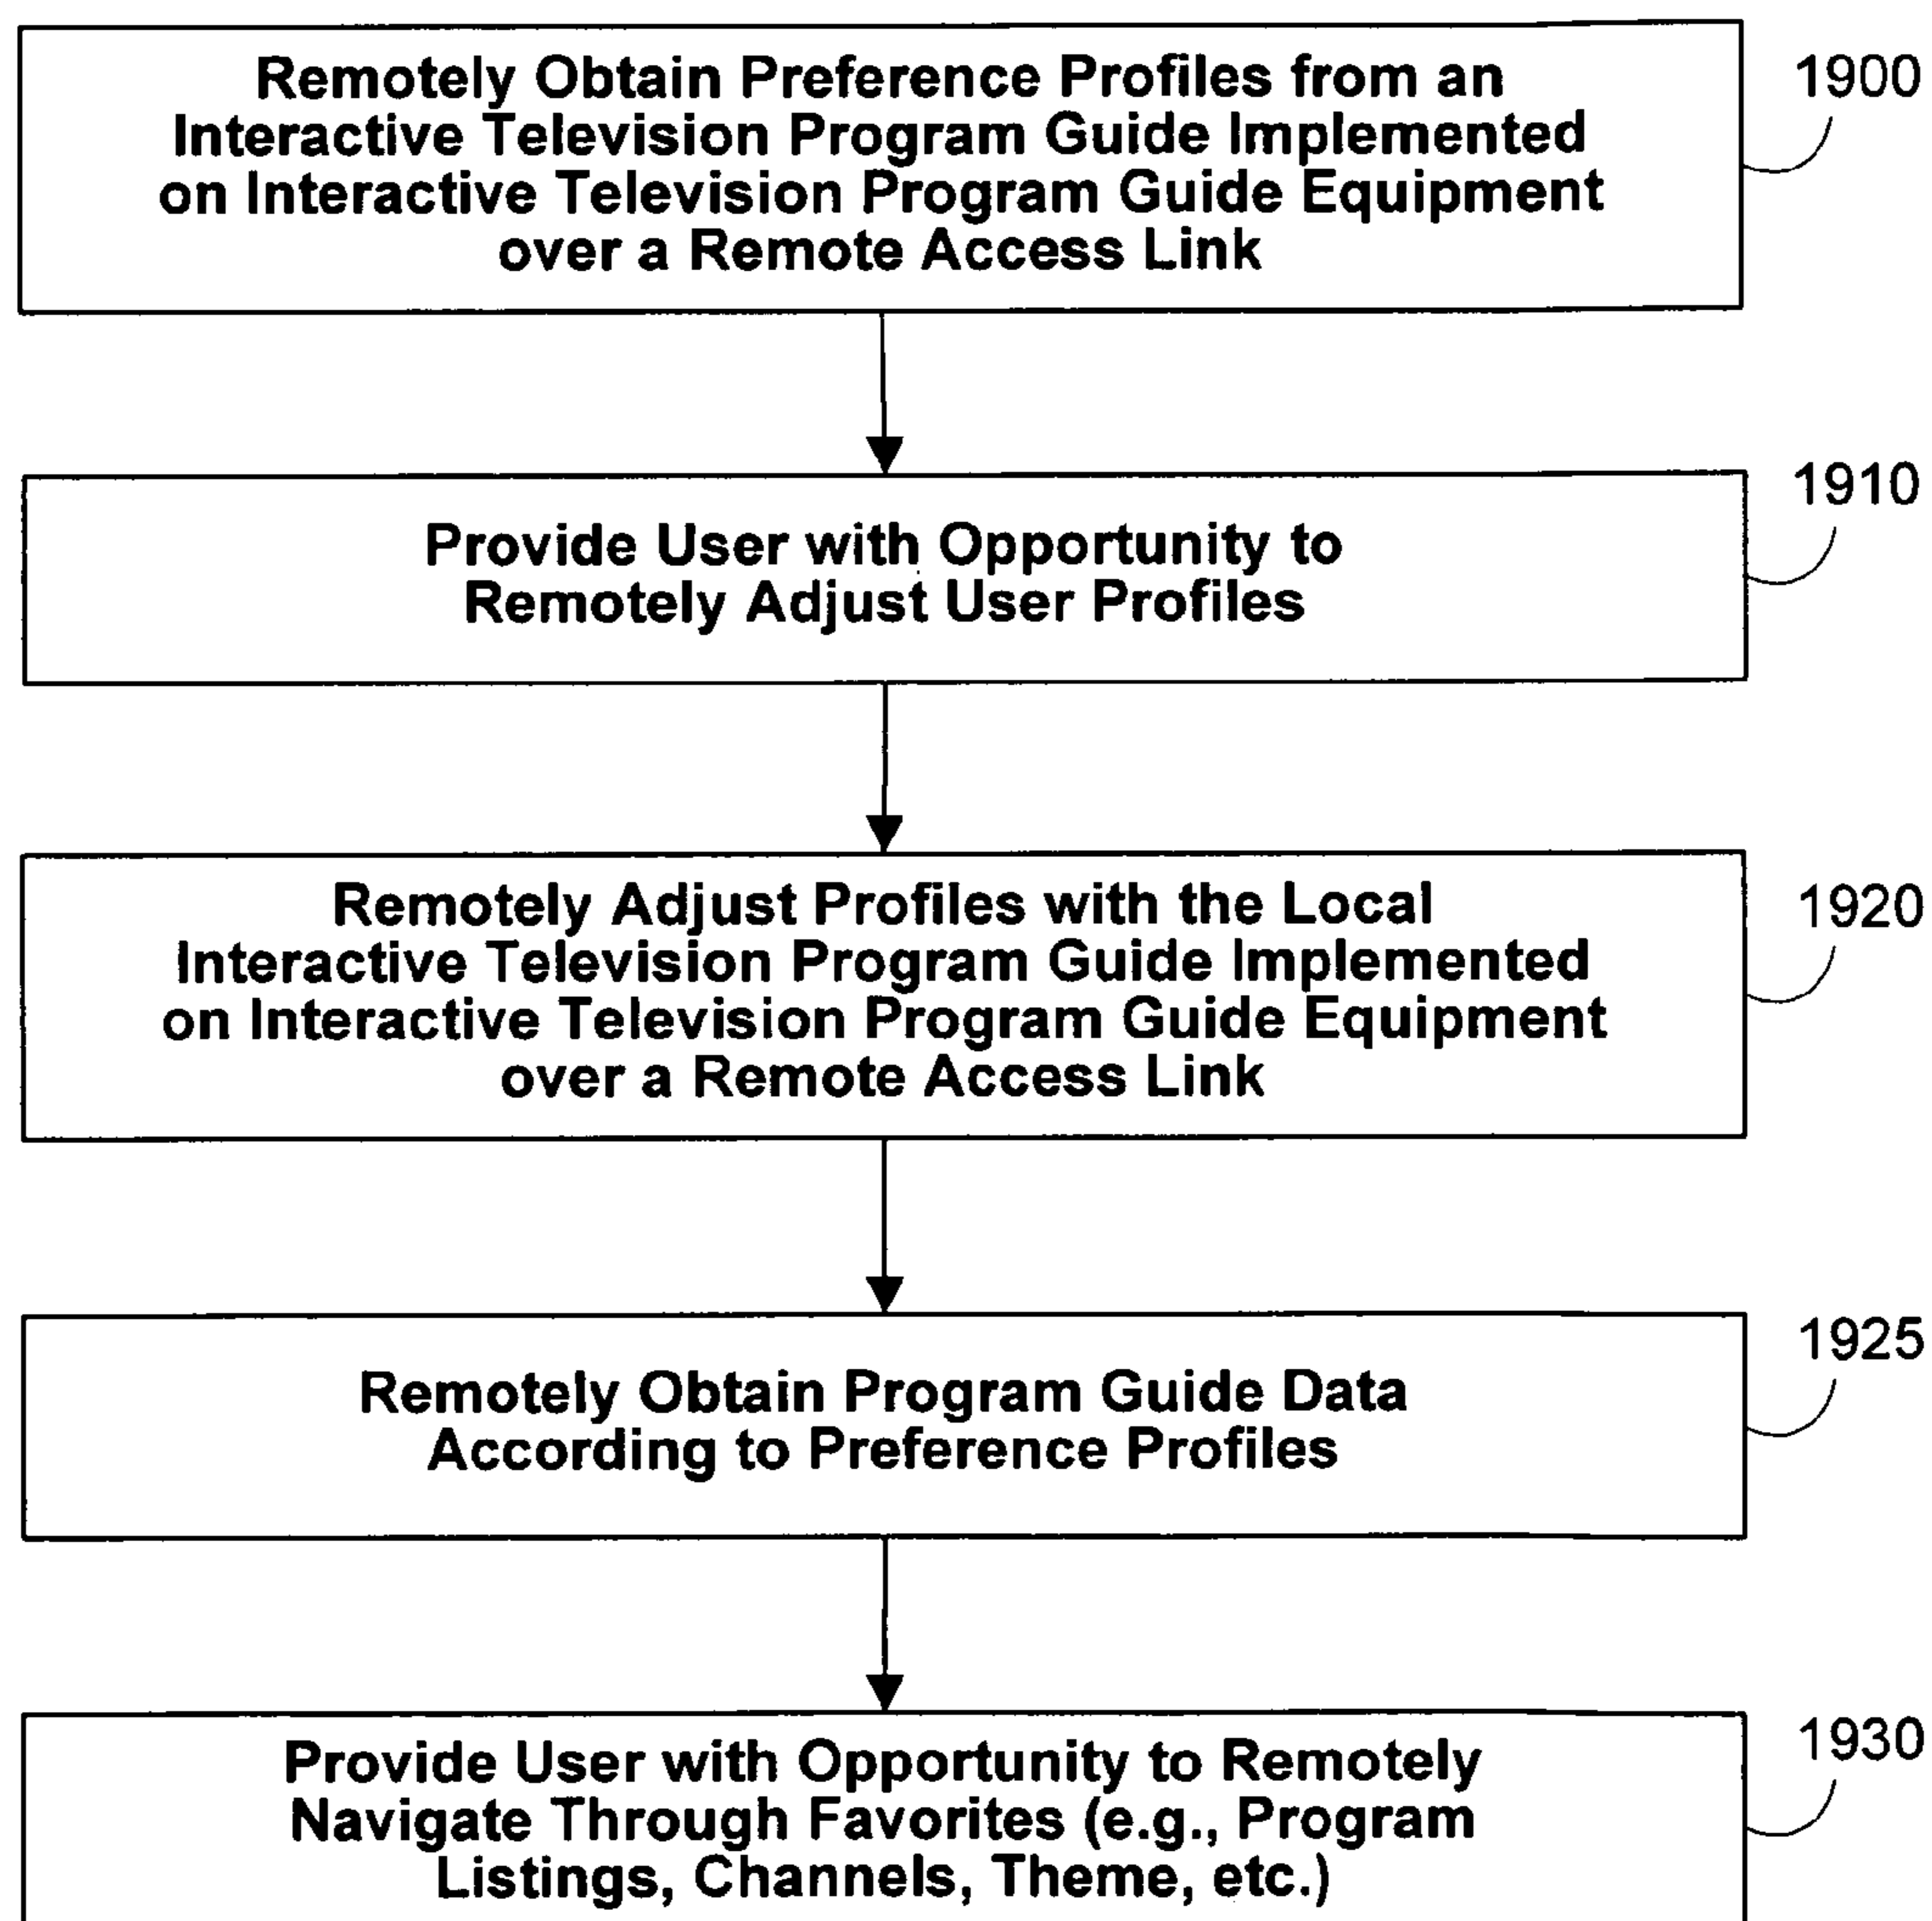 Remotely Obtain Preference Profiles from an
Interactive Television Program Guide Implemented
on Interactive Television Program Guide Equipment
over a Remote Access Link
1900
Provide User with Opportunity to
Remotely Adjust User Profiles
1910
Remotely Adjust Profiles with the Local
Interactive Television Program Guide Implemented
on Interactive Television Program Guide Equipment
over a Remote Access Link
1920
Remotely Obtain Program Guide Data
According to Preference Profiles
1925
Provide User with Opportunity to Remotely
Navigate Through Favorites (e.g., Program
Listings, Channels, Theme, etc.)
1930